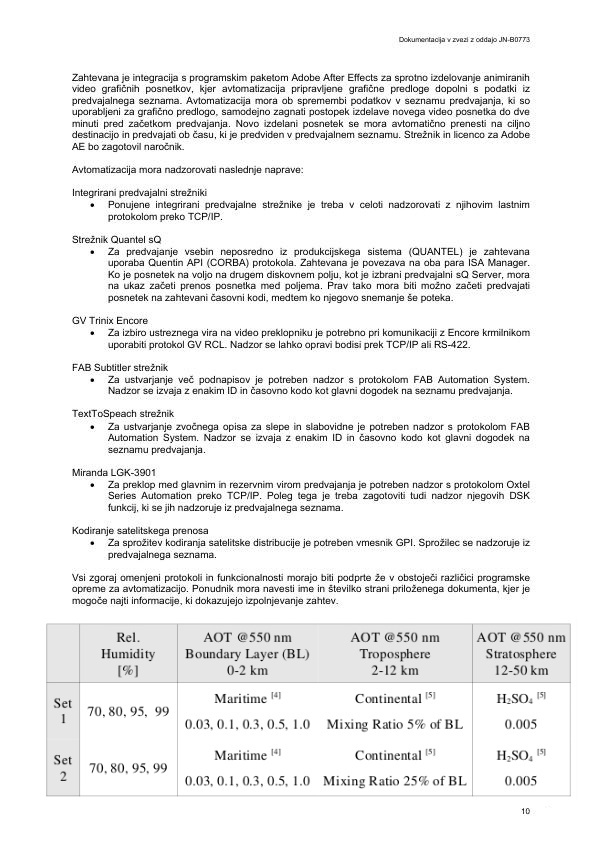 Dokumentacija v zvezi z oddajo JN-B0773
Zahtevana je integracija s programskim paketom Adobe After Effects za sprotno izdelovanje animiranih
video grafičnih posnetkov, kjer avtomatizacija pripravljene grafične predloge dopolni s podatki iz
predvajalnega seznama. Avtomatizacija mora ob spremembi podatkov v seznamu predvajanja, ki so
uporabljeni za grafično predlogo, samodejno zagnati postopek izdelave novega video posnetka do dve
minuti pred začetkom predvajanja. Novo izdelani posnetek se mora avtomatično prenesti na ciljno
destinacijo in predvajati ob času, ki je predviden v predvajalnem seznamu. Strežnik in licenco za Adobe
AE bo zagotovil naročnik.
Avtomatizacija mora nadzorovati naslednje naprave:
Integrirani predvajalni strežniki
• Ponujene integrirani predvajalne strežnike je treba v celoti nadzorovati z njihovim lastnim
protokolom preko TCP/IP.
Strežnik Quantel sQ
• Za predvajanje vsebin neposredno iz produkcijskega sistema (QUANTEL) je zahtevana
uporaba Quentin API (CORBA) protokola. Zahtevana je povezava na oba para ISA Manager.
Ko je posnetek na voljo na drugem diskovnem polju, kot je izbrani predvajalni sQ Server, mora
na ukaz začeti prenos posnetka med poljema. Prav tako mora biti možno začeti predvajati
posnetek na zahtevani časovni kodi, medtem ko njegovo snemanje še poteka.
GV Trinix Encore
• Za izbiro ustreznega vira na video preklopniku je potrebno pri komunikaciji z Encore krmilnikom
uporabiti protokol GV RCL. Nadzor se lahko opravi bodisi prek TCP/IP ali RS-422.
FAB Subtitler strežnik
• Za ustvarjanje več podnapisov je potreben nadzor s protokolom FAB Automation System.
Nadzor se izvaja z enakim ID in časovno kodo kot glavni dogodek na seznamu predvajanja.
TextToSpeach strežnik
• Za ustvarjanje zvočnega opisa za slepe in slabovidne je potreben nadzor s protokolom FAB
Automation System. Nadzor se izvaja z enakim ID in časovno kodo kot glavni dogodek na
seznamu predvajanja.
Miranda LGK-3901
• Za preklop med glavnim in rezervnim virom predvajanja je potreben nadzor s protokolom Oxtel
Series Automation preko TCP/IP. Poleg tega je treba zagotoviti tudi nadzor njegovih DSK
funkcij, ki se jih nadzoruje iz predvajalnega seznama.
Kodiranje satelitskega prenosa
• Za sprožitev kodiranja satelitske distribucije je potreben vmesnik GPI. Sprožilec se nadzoruje iz
predvajalnega seznama.
Vsi zgoraj omenjeni protokoli in funkcionalnosti morajo biti podprte že v obstoječi različici programske
opreme za avtomatizacijo. Ponudnik mora navesti ime in številko strani priloženega dokumenta, kjer je
mogoče najti informacije, ki dokazujejo izpolnjevanje zahtev.
Rel. AOT @550 nm AOT @550 nm AOT @550 nm
Humidity Boundary Layer (BL) Troposphere Stratosphere
[%] 0-2 km 2-12 km 12-50 km
Set 1 70, 80, 95, 99 Maritime [4] Continental [5] H₂SO₄ [5]
0.03, 0.1, 0.3, 0.5, 1.0 Mixing Ratio 5% of BL 0.005
Set 2 70, 80, 95, 99 Maritime [4] Continental [5] H₂SO₄ [5]
0.03, 0.1, 0.3, 0.5, 1.0 Mixing Ratio 25% of BL 0.005
10